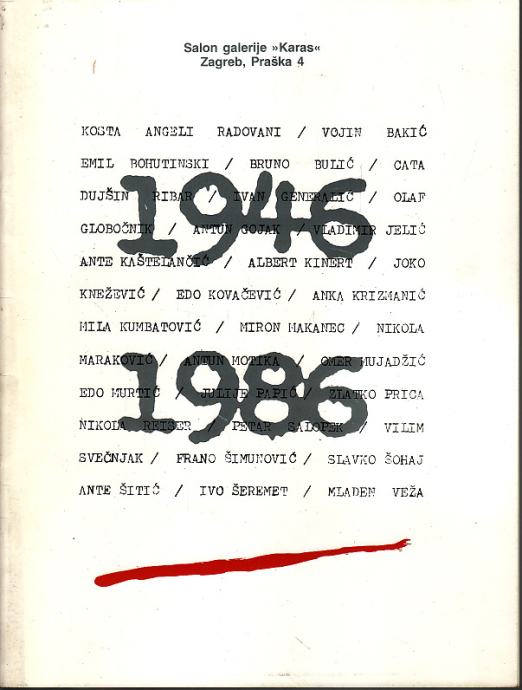 Salon galerije »Karas«
Zagreb, Praška 4
KOSTA ANGELI RADOVANI / VOJIN BAKIĆ
EMIL BOHUTINSKI / BRUNO BULIĆ / CATA
DUJŠIN RIBAR / IVAN GENERALIĆ / OLAF
GLOBOČNIK / ANTUN GOJAK / VLADIMIR JELIĆ
ANTE KAŠTELANČIĆ / ALBERT KINERT / JOKO
KNEŽEVIĆ / EDO KOVAČEVIĆ / ANKA KRIZMANIĆ
MILA KUMBATOVIĆ / MIRON MAKANEC / NIKOLA
MARAKOVIĆ / ANTUN MOTIKA / OMER MUJADŽIĆ
EDO MURTIĆ / JULIJE PAPIĆ / ZLATKO PRICA
NIKOLA REISER / PETAR SALOPEK / VILIM
SVEČNJAK / FRANO ŠIMUNOVIĆ / SLAVKO ŠOHAJ
ANTE ŠITIĆ / IVO ŠEREMET / MLADEN VEŽA
1946
1986